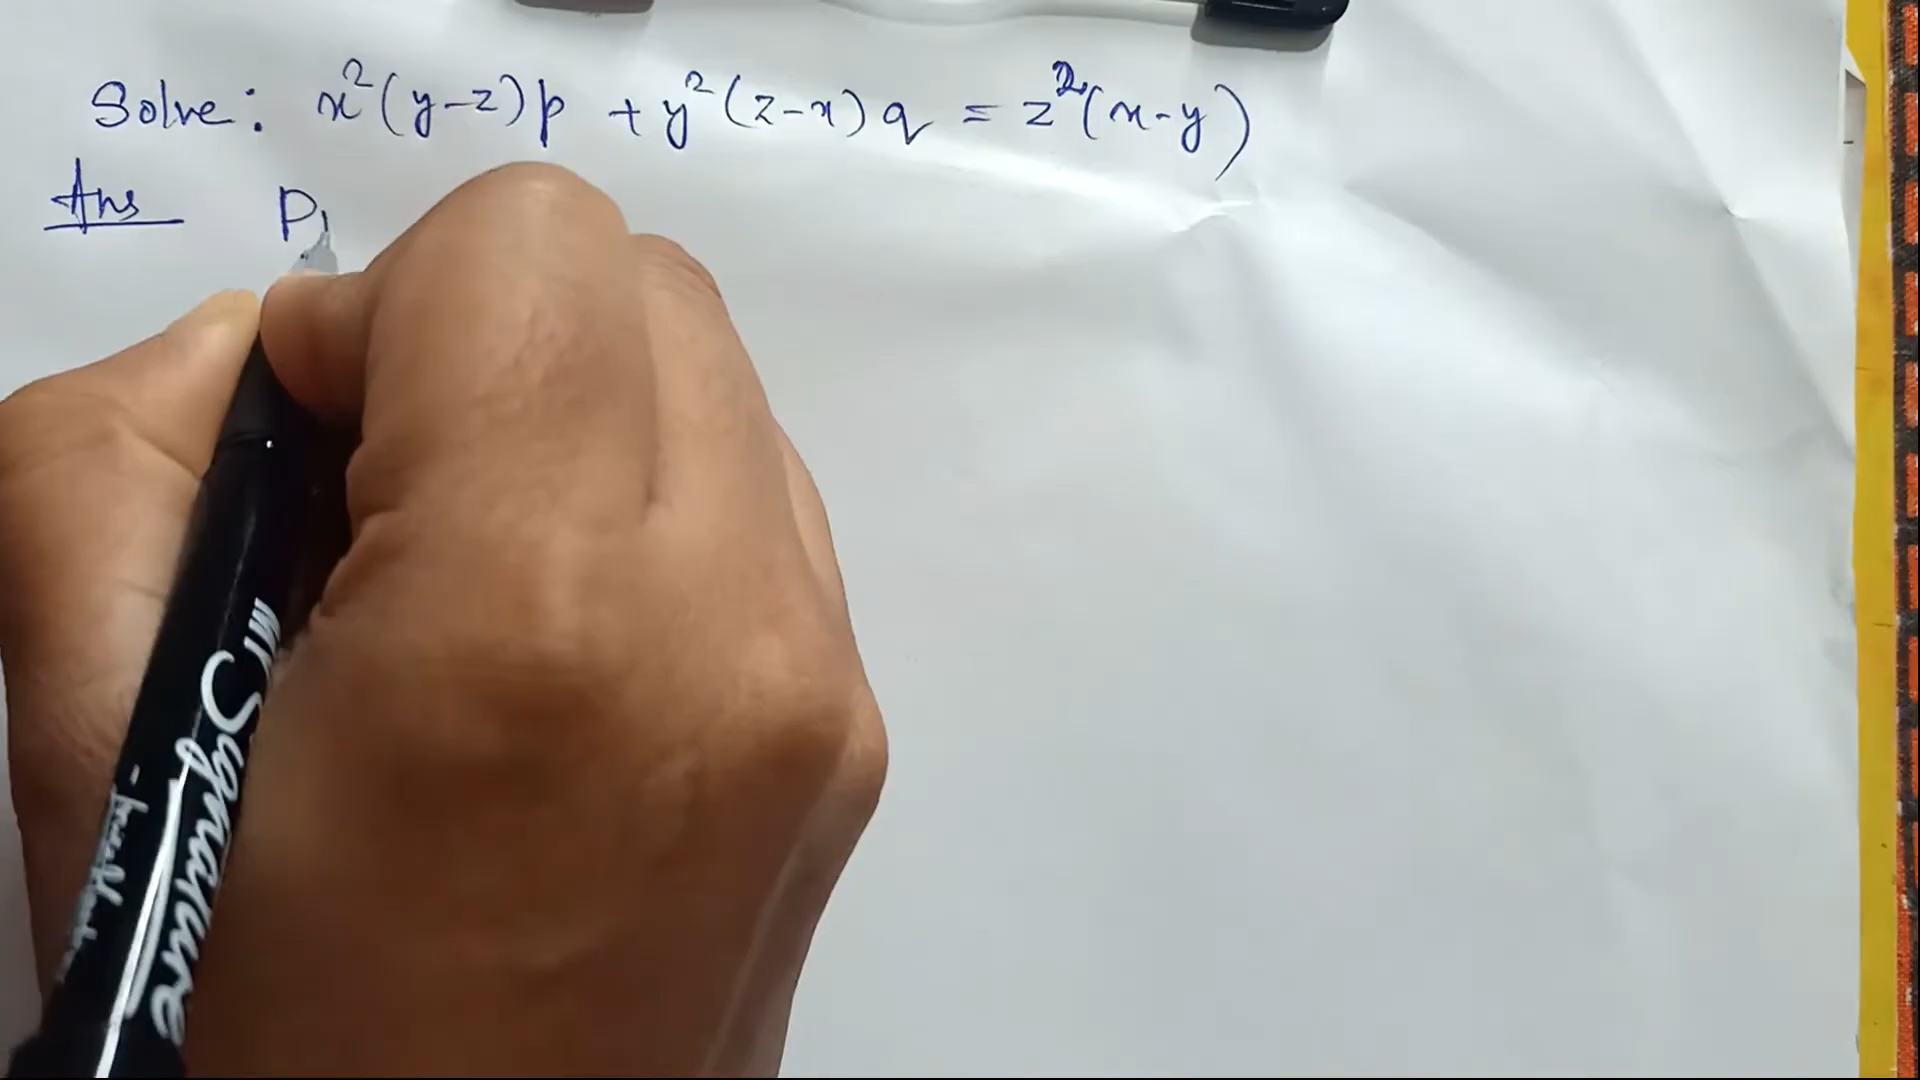 Solve: x²(y-z)p + y²(z-x)q = z²(x-y)
Ans P
Signature